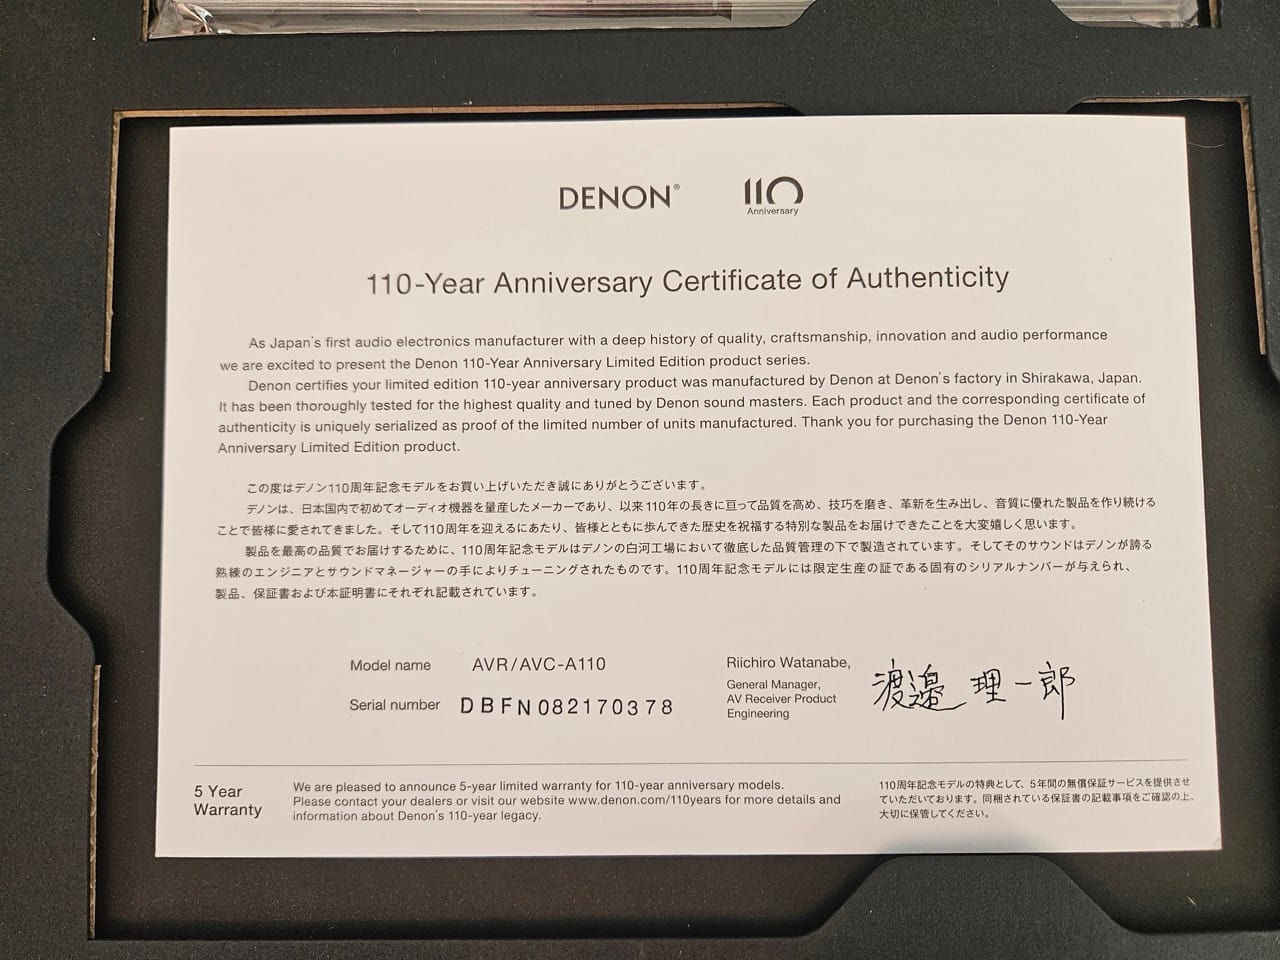 DENON®
110
Anniversary
110-Year Anniversary Certificate of Authenticity
As Japan's first audio electronics manufacturer with a deep history of quality, craftsmanship, innovation and audio performance
we are excited to present the Denon 110-Year Anniversary Limited Edition product series.
Denon certifies your limited edition 110-year anniversary product was manufactured by Denon at Denon's factory in Shirakawa, Japan.
It has been thoroughly tested for the highest quality and tuned by Denon sound masters. Each product and the corresponding certificate of
authenticity is uniquely serialized as proof of the limited number of units manufactured. Thank you for purchasing the Denon 110-Year
Anniversary Limited Edition product.
この度はデノン110周年記念モデルをお買い上げいただき誠にありがとうございます。
デノンは、日本国内で初めてオーディオ機器を量産したメーカーであり、以来110年の長きに亘って品質を高め、技巧を磨き、革新を生み出し、音質に優れた製品を作り続ける
ことで皆様に愛されてきました。そして110周年を迎えるにあたり、皆様とともに歩んできた歴史を祝福する特別な製品をお届けできたことを大変嬉しく思います。
製品を最高の品質でお届けするために、110周年記念モデルはデノンの白河工場において徹底した品質管理の下で製造されています。そしてそのサウンドはデノンが誇る
熟練のエンジニアとサウンドマネージャーの手によりチューニングされたものです。110周年記念モデルには限定生産の証である固有のシリアルナンバーが与えられ、
製品、保証書および本証明書にそれぞれ記載されています。
Model name AVR/AVC-A110
Serial number DBFN082170378
Riichiro Watanabe,
General Manager,
AV Receiver Product
Engineering
渡邉 理一郎
5 Year
Warranty
We are pleased to announce 5-year limited warranty for 110-year anniversary models.
Please contact your dealers or visit our website www.denon.com/110years for more details and
information about Denon's 110-year legacy.
110周年記念モデルの特典として、5年間の無償保証サービスを提供させ
ていただいております。同梱されている保証書の記載事項をご確認の上、
大切に保管してください。